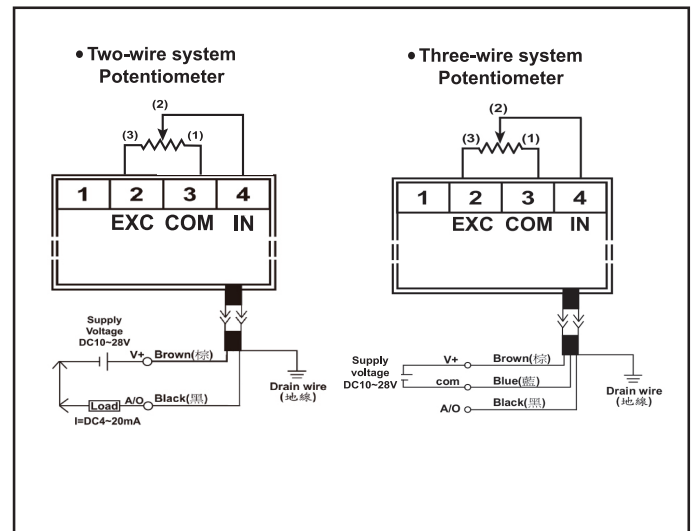 • Two-wire system
Potentiometer
(2)
(3)
(1)
1 2 3 4
EXC COM IN
Supply
Voltage
DC10~28V
V+ Brown(棕)
Load A/O Black(黑)
I=DC4~20mA
Drain wire
(地線)
• Three-wire system
Potentiometer
(2)
(3)
(1)
1 2 3 4
EXC COM IN
Supply
voltage
DC10~28V
V+ Brown(棕)
com Blue(藍)
A/O Black(黑)
Drain wire
(地線)